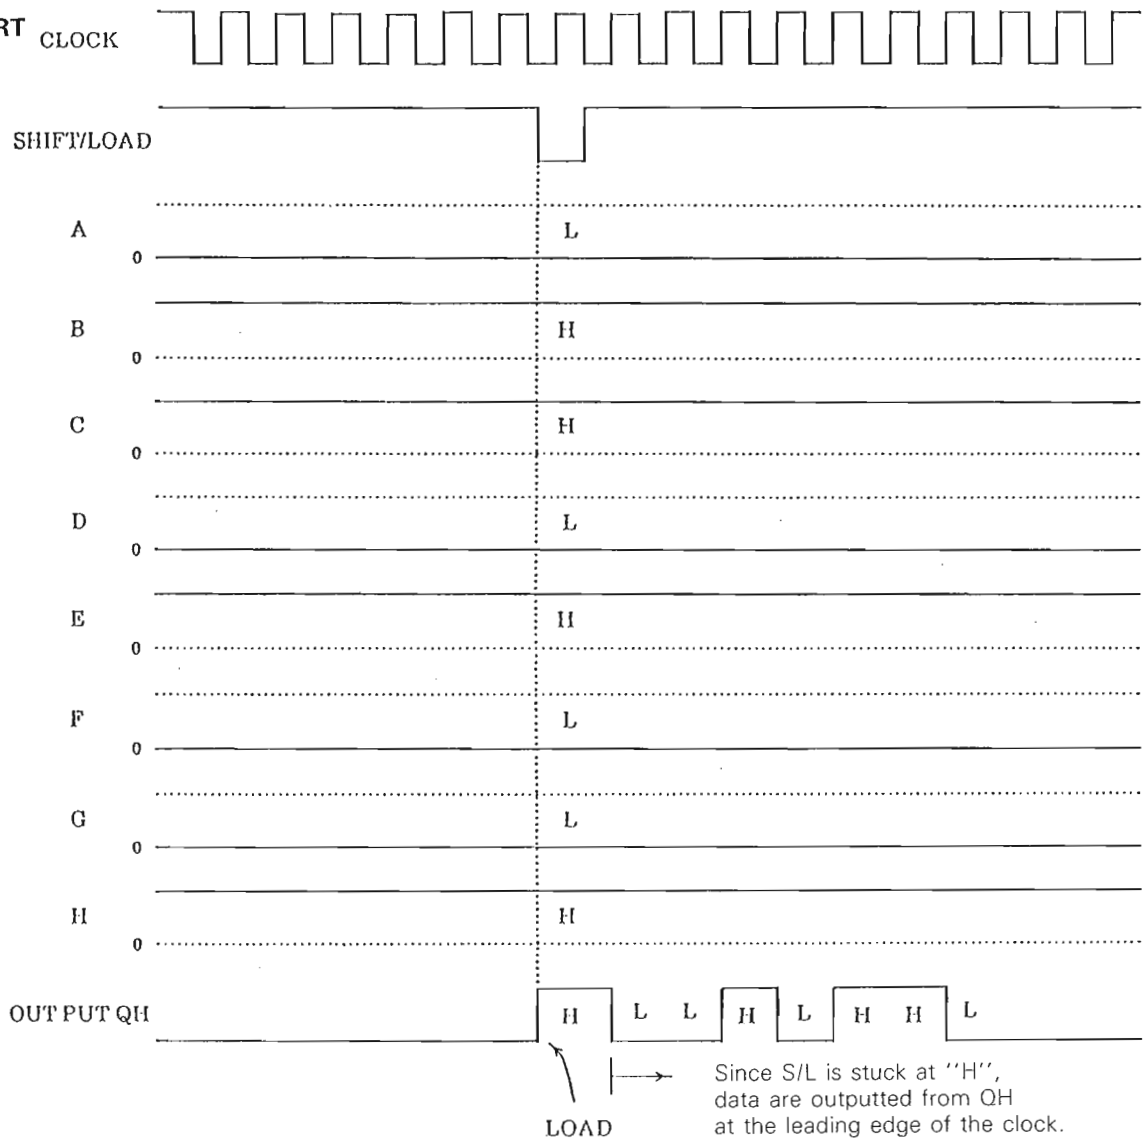 RT CLOCK
SHIFT/LOAD
A L
0
B H
0
C H
0
D L
0
E H
0
F L
0
G L
0
H H
0
OUT PUT QH H L L H L H H L
LOAD
Since S/L is stuck at ''H'',
data are outputted from QH
at the leading edge of the clock.